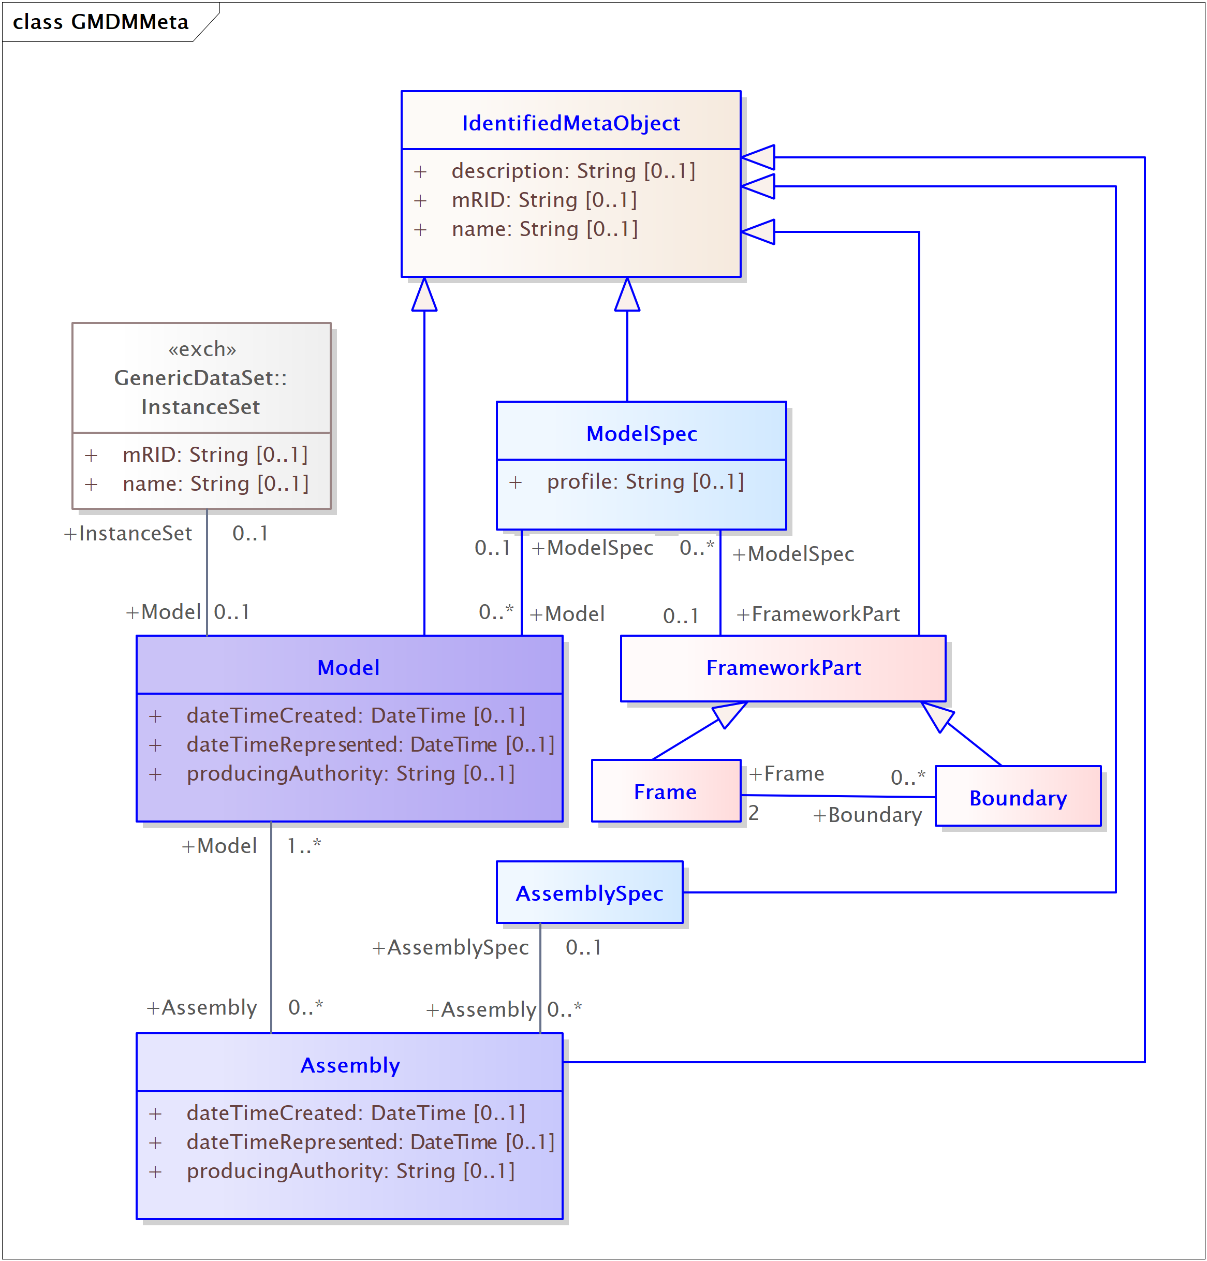 class GMDMMeta
IdentifiedMetaObject
+ description: String [0..1]
+ mRID: String [0..1]
+ name: String [0..1]
«exch»
GenericDataSet::
InstanceSet
+ mRID: String [0..1]
+ name: String [0..1]
ModelSpec
+ profile: String [0..1]
+InstanceSet 0..1
0..1 +ModelSpec 0..* +ModelSpec
+Model 0..1
0..* +Model 0..1 +FrameworkPart
Model
+ dateTimeCreated: DateTime [0..1]
+ dateTimeRepresented: DateTime [0..1]
+ producingAuthority: String [0..1]
FrameworkPart
Frame
+Frame 0..*
2 +Boundary
Boundary
+Model 1..*
AssemblySpec
+AssemblySpec 0..1
+Assembly 0..*
+Assembly 0..*
Assembly
+ dateTimeCreated: DateTime [0..1]
+ dateTimeRepresented: DateTime [0..1]
+ producingAuthority: String [0..1]